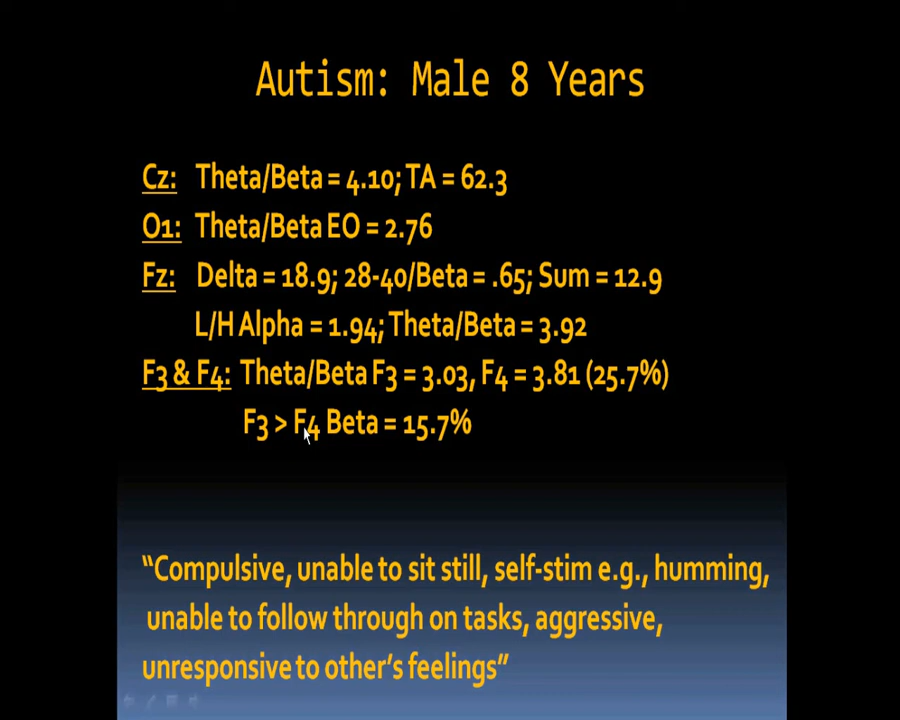 Autism: Male 8 Years
Cz: Theta/Beta = 4.10; TA = 62.3
O1: Theta/Beta EO = 2.76
Fz: Delta = 18.9; 28-40/Beta = .65; Sum = 12.9
L/H Alpha = 1.94; Theta/Beta = 3.92
F3 & F4: Theta/Beta F3 = 3.03, F4 = 3.81 (25.7%)
F3 > F4 Beta = 15.7%
“Compulsive, unable to sit still, self-stim e.g., humming,
unable to follow through on tasks, aggressive,
unresponsive to other’s feelings”